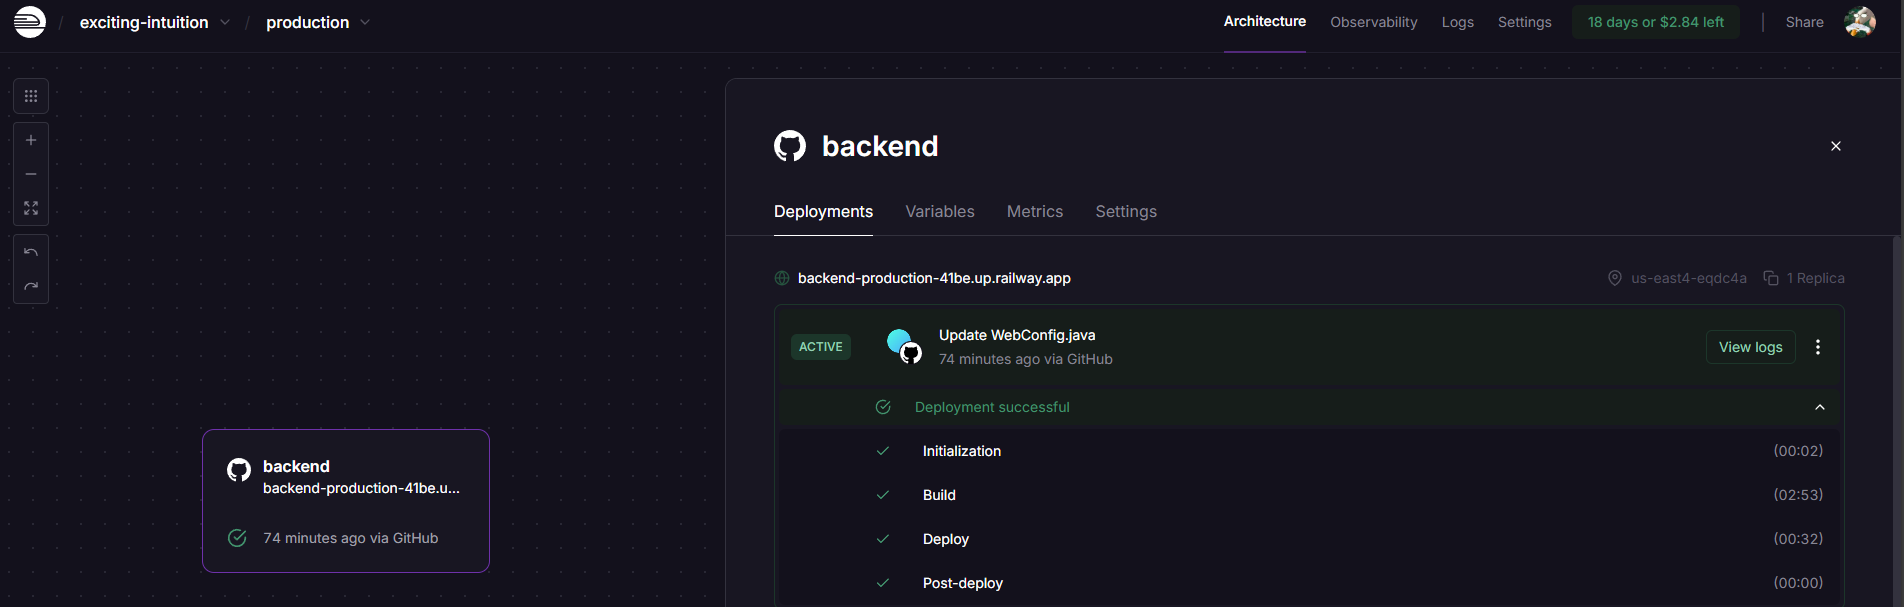 / exciting-intuition / production
Architecture Observability Logs Settings 18 days or $2.84 left | Share
backend
Deployments Variables Metrics Settings
backend-production-41be.up.railway.app us-east4-eqdc4a 1 Replica
ACTIVE Update WebConfig.java View logs
74 minutes ago via GitHub
Deployment successful
Initialization (00:02)
Build (02:53)
Deploy (00:32)
Post-deploy (00:00)
backend
backend-production-41be.u...
74 minutes ago via GitHub